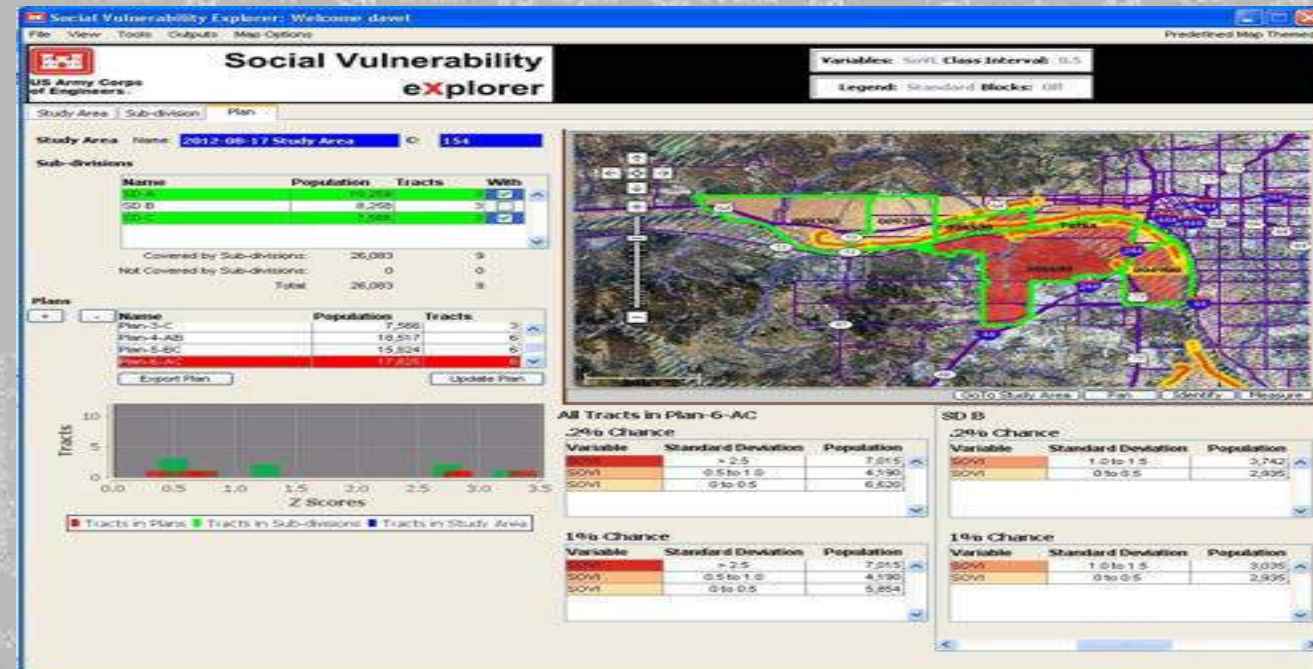 Social Vulnerability Explorer: Welcome davet
File View Tools Outputs Map Options Predefined Map Themes
US Army Corps
of Engineers
Social Vulnerability
eXplorer
Variables: SoVI Class Interval: 0.5
Legend: Standard Blocks: Off
Study Area Sub-division Plan
Study Area Name 2012-08-17 Study Area ID 154
Sub-divisions
Name Population Tracts With
SD-A 3
SD-B 8,258 3
SD-C 7,566 3
Covered by Sub-divisions: 26,083 9
Not Covered by Sub-divisions: 0 0
Total: 26,083 9
Plans
+ -
Name Population Tracts
Plan-3-C 7,566 3
Plan-4-AB 18,517 6
Plan-5-BC 15,824 6
Plan-6-AC 17,825 6
Export Plan Update Plan
10
5
0
Tracts
0.0 0.5 1.0 1.5 2.0 2.5 3.0 3.5
Z Scores
Tracts in Plans Tracts in Sub-divisions Tracts in Study Area
GoTo Study Area Pan Identify Measure
All Tracts in Plan-6-AC
.2% Chance
Variable Standard Deviation Population
SOVI > 2.5 7,015
SOVI 0.5 to 1.0 4,190
SOVI 0 to 0.5 6,620
1% Chance
Variable Standard Deviation Population
SOVI > 2.5 7,015
SOVI 0.5 to 1.0 4,190
SOVI 0 to 0.5 5,854
SD B
.2% Chance
Variable Standard Deviation Population
SOVI 1.0 to 1.5 3,742
SOVI 0 to 0.5 2,935
1% Chance
Variable Standard Deviation Population
SOVI 1.0 to 1.5 3,035
SOVI 0 to 0.5 2,935